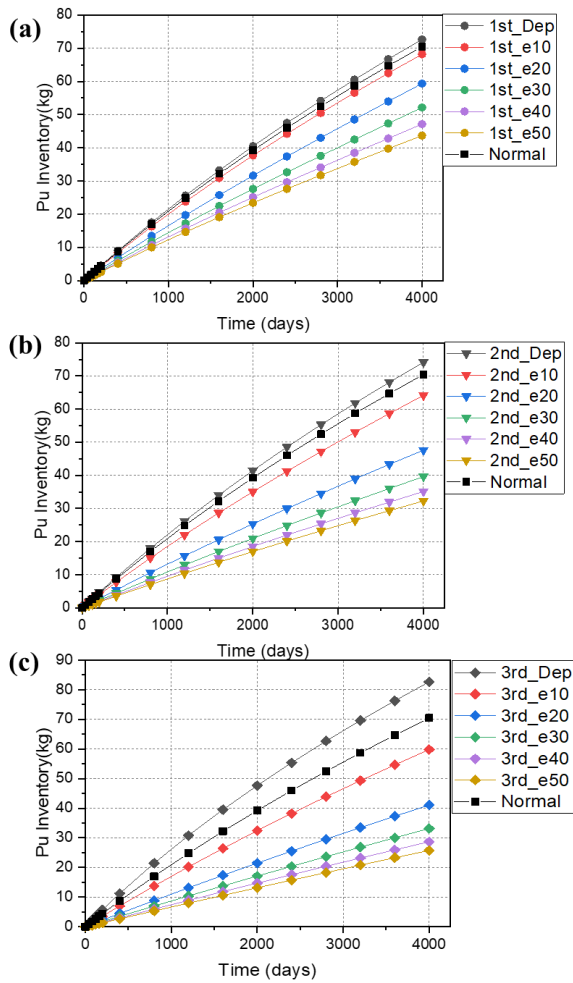 (a)
80
70
60
50
40
30
20
10
0
Pu Inventory(kg)
1000
2000
3000
4000
Time (days)
1st_Dep
1st_e10
1st_e20
1st_e30
1st_e40
1st_e50
Normal
(b)
80
70
60
50
40
30
20
10
0
Pu Inventory(kg)
0
1000
2000
3000
4000
Time (days)
2nd_Dep
2nd_e10
2nd_e20
2nd_e30
2nd_e40
2nd_e50
Normal
(c)
90
80
70
60
50
40
30
20
10
0
Pu Inventory(kg)
0
1000
2000
3000
4000
Time (days)
3rd_Dep
3rd_e10
3rd_e20
3rd_e30
3rd_e40
3rd_e50
Normal